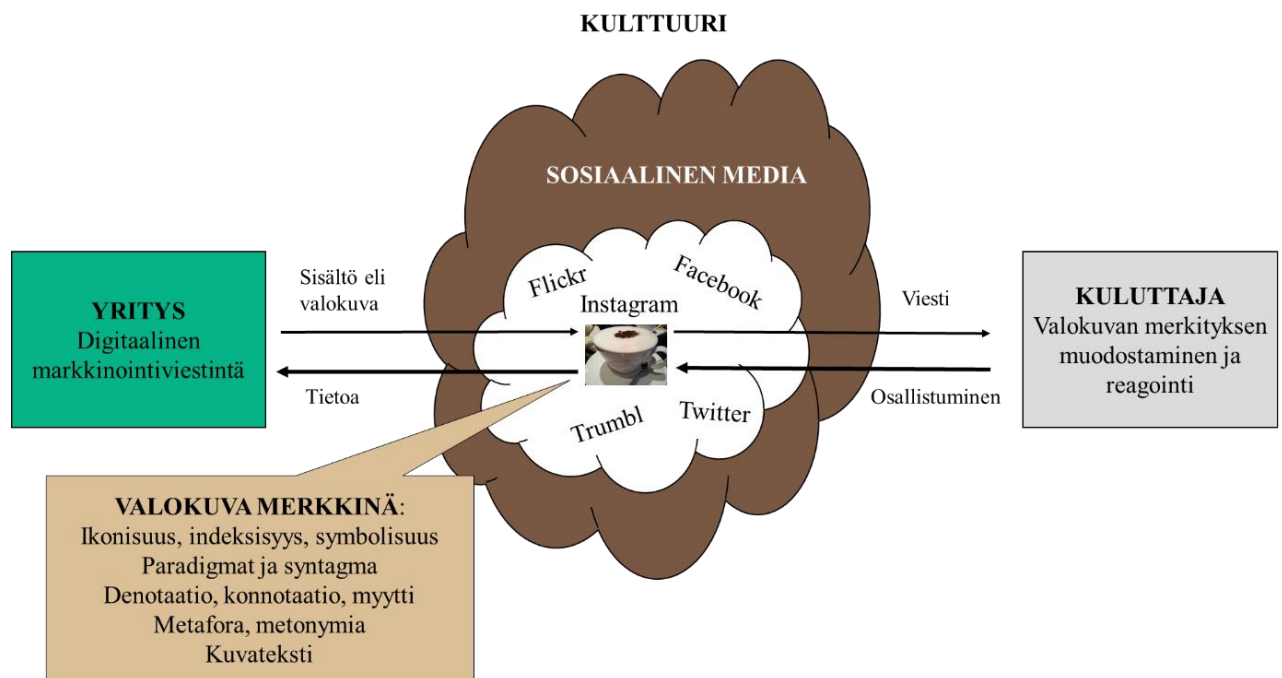 KULTTUURI
SOSIAALINEN MEDIA
Flickr
Facebook
Instagram
Trumbl
Twitter
YRITYS
Digitaalinen
markkinointiviestintä
Sisältö eli
valokuva
Tietoa
Viesti
Osallistuminen
KULUTTAJA
Valokuvan merkityksen
muodostaminen ja
reagointi
VALOKUVA MERKKINÄ:
Ikonisuus, indeksisyys, symbolisuus
Paradigmat ja syntagma
Denotaatio, konnotaatio, myytti
Metafora, metonymia
Kuvateksti